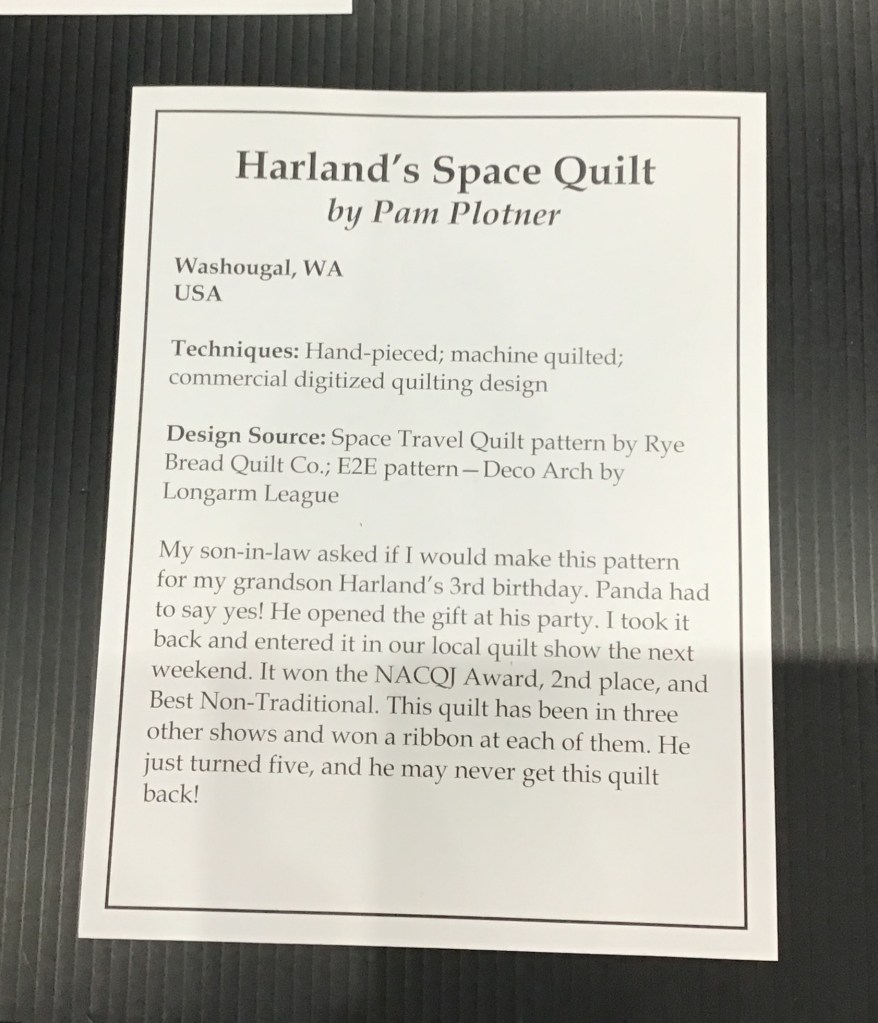 Harland's Space Quilt
by Pam Plotner
Washougal, WA
USA
Techniques: Hand-pieced; machine quilted;
commercial digitized quilting design
Design Source: Space Travel Quilt pattern by Rye
Bread Quilt Co.; E2E pattern—Deco Arch by
Longarm League
My son-in-law asked if I would make this pattern
for my grandson Harland's 3rd birthday. Panda had
to say yes! He opened the gift at his party. I took it
back and entered it in our local quilt show the next
weekend. It won the NACQJ Award, 2nd place, and
Best Non-Traditional. This quilt has been in three
other shows and won a ribbon at each of them. He
just turned five, and he may never get this quilt
back!